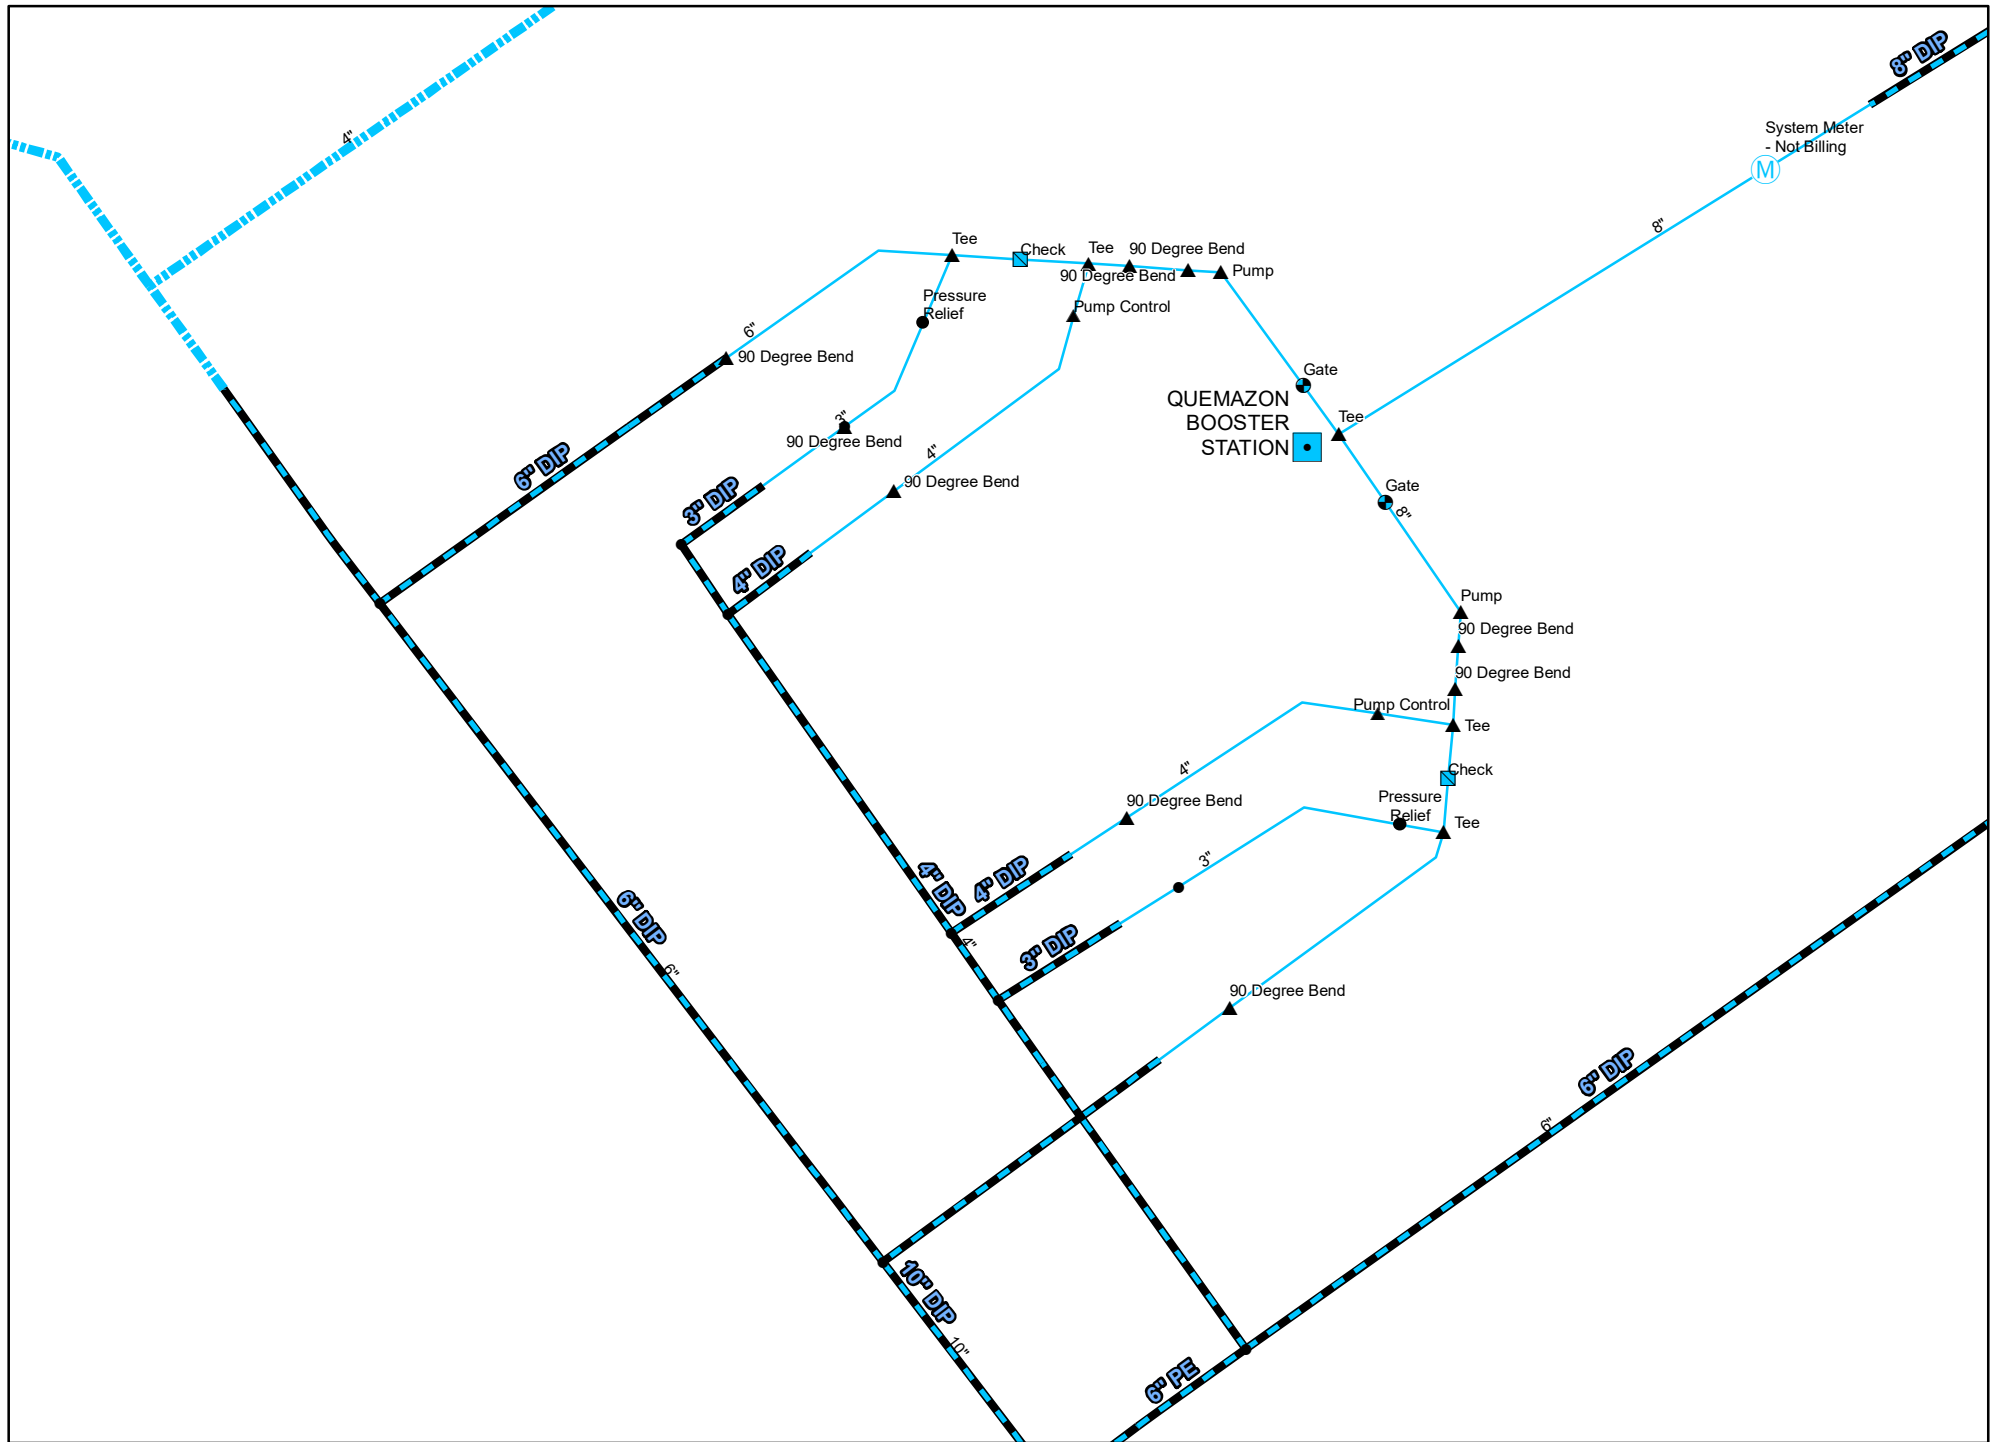 8" DIP
4"
System Meter
- Not Billing
8"
Tee
Check
Tee
90 Degree Bend
90 Degree Bend
Pump
Pressure
Relief
Pump Control
6"
90 Degree Bend
Gate
QUEMAZON
BOOSTER
STATION
Tee
3"
90 Degree Bend
4"
6" DIP
90 Degree Bend
3" DIP
Gate
8"
4" DIP
Pump
90 Degree Bend
90 Degree Bend
Pump Control
Tee
4"
Check
90 Degree Bend
Pressure
Relief
Tee
3"
4" DIP
4" DIP
6" DIP
4"
3" DIP
6"
90 Degree Bend
6" DIP
6"
10" DIP
10"
6" PE